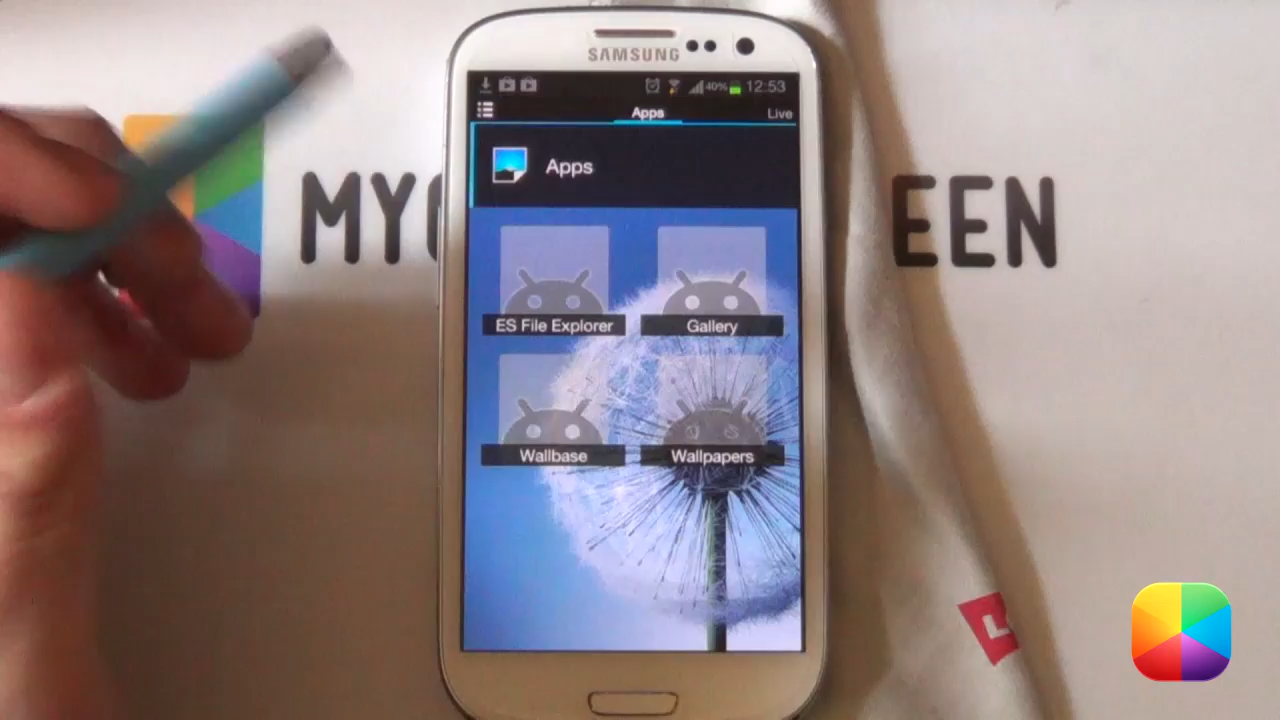 SAMSUNG
40% 12:53
Apps Live
Apps
MY EEN
ES File Explorer Gallery
Wallbase Wallpapers